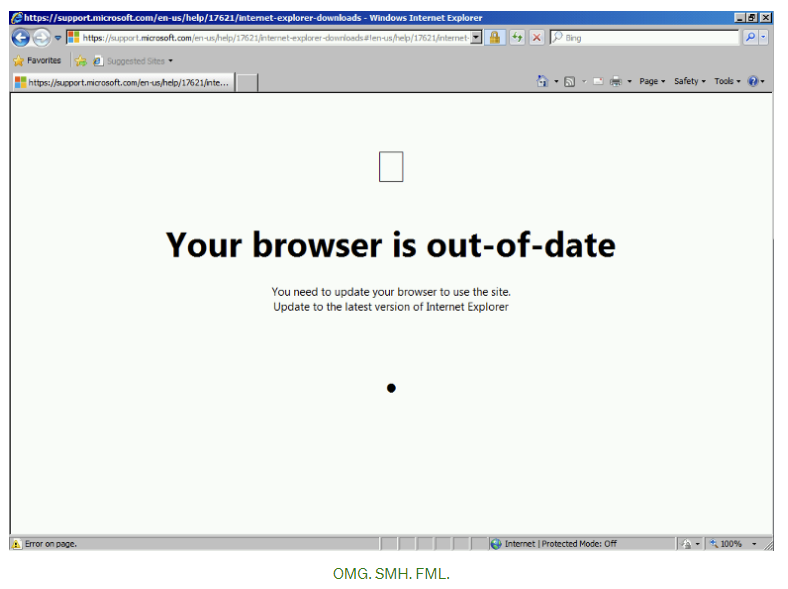 https://support.microsoft.com/en-us/help/17621/internet-explorer-downloads - Windows Internet Explorer
https://support.microsoft.com/en-us/help/17621/internet-explorer-downloads#!en-us/help/17621/internet- Bing
Favorites Suggested Sites
https://support.microsoft.com/en-us/help/17621/inte... Page Safety Tools
Your browser is out-of-date
You need to update your browser to use the site.
Update to the latest version of Internet Explorer
Error on page. Internet | Protected Mode: Off 100%
OMG. SMH. FML.